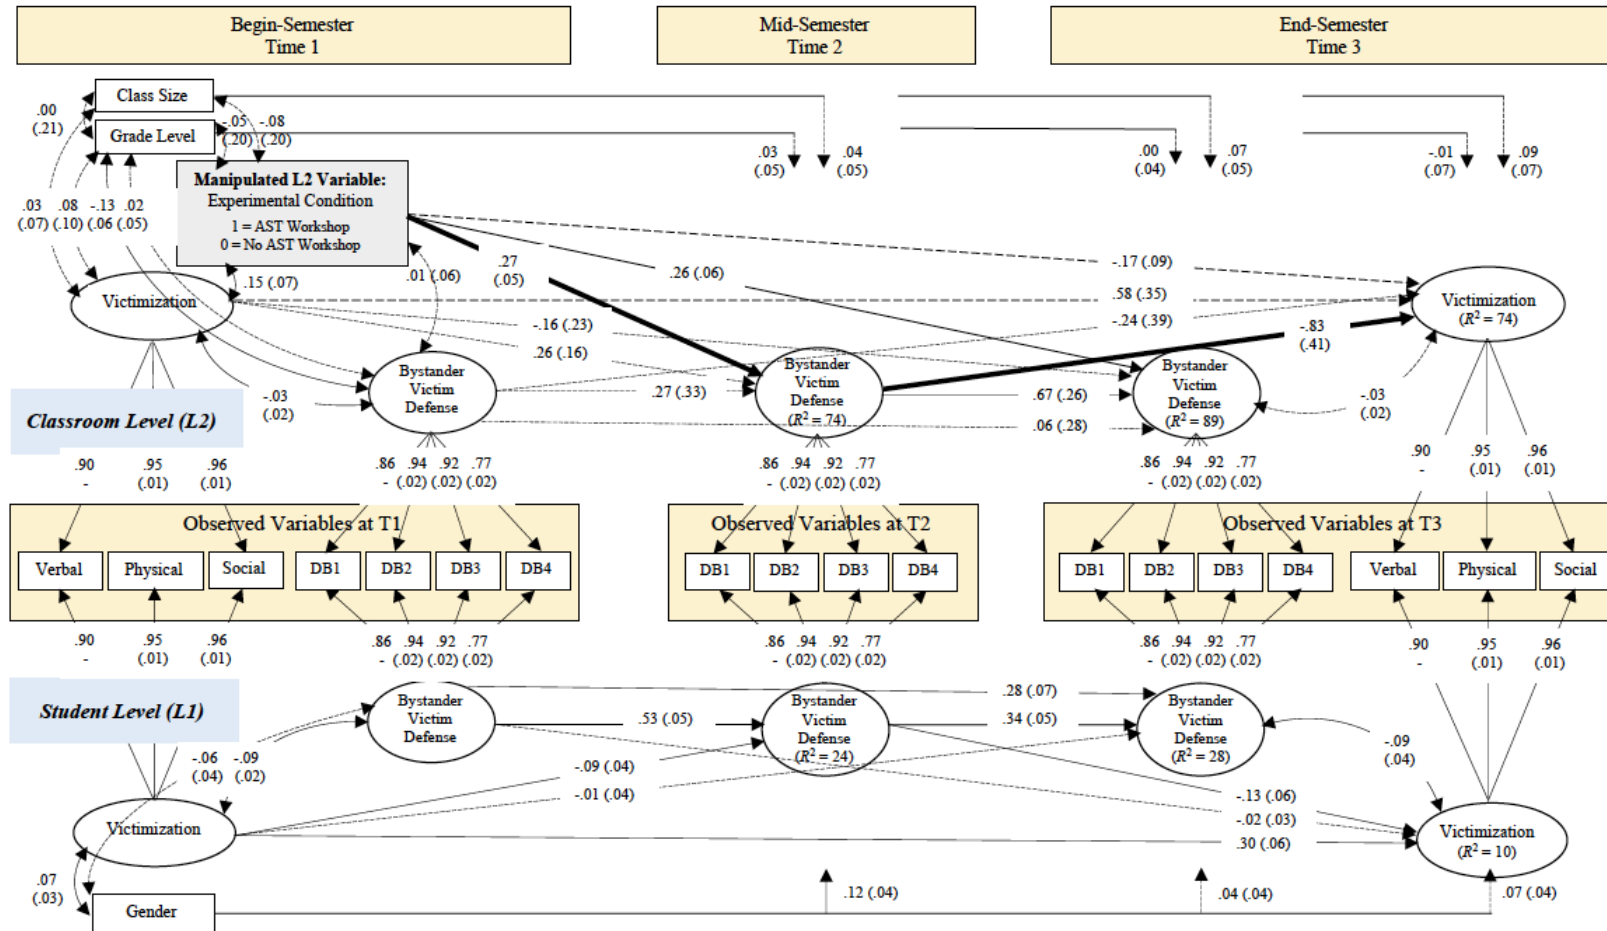 Begin-Semester
Time 1
Mid-Semester
Time 2
End-Semester
Time 3
Class Size
Grade Level
.00
(.21)
-.05 -.08
(.20) (.20)
.03
(.05)
.04
(.05)
.00
(.04)
.07
(.05)
-.01
(.07)
.09
(.07)
Manipulated L2 Variable:
Experimental Condition
1 = AST Workshop
0 = No AST Workshop
.03 .08 -.13 .02
(.07) (.10) (.06 (.05)
.15 (.07)
.01 (.06)
.27
(.05)
.26 (.06)
-.17 (.09)
.58 (.35)
-.24 (.39)
-.16 (.23)
.26 (.16)
-.83
(.41)
Victimization
Victimization
(R² = 74)
Bystander
Victim
Defense
Bystander
Victim
Defense
(R² = 74)
Bystander
Victim
Defense
(R² = 89)
-.03
(.02)
.27 (.33)
.67 (.26)
.06 (.28)
-.03
(.02)
Classroom Level (L2)
.90
-
.95
(.01)
.96
(.01)
.86 .94 .92 .77
- (.02) (.02) (.02)
.86 .94 .92 .77
- (.02) (.02) (.02)
.86 .94 .92 .77
- (.02) (.02) (.02)
.90
-
.95
(.01)
.96
(.01)
Observed Variables at T1
Verbal Physical Social DB1 DB2 DB3 DB4
Observed Variables at T2
DB1 DB2 DB3 DB4
Observed Variables at T3
DB1 DB2 DB3 DB4 Verbal Physical Social
.90
-
.95
(.01)
.96
(.01)
.86 .94 .92 .77
- (.02) (.02) (.02)
.86 .94 .92 .77
- (.02) (.02) (.02)
.86 .94 .92 .77
- (.02) (.02) (.02)
.90
-
.95
(.01)
.96
(.01)
Student Level (L1)
Bystander
Victim
Defense
Bystander
Victim
Defense
(R² = 24)
Bystander
Victim
Defense
(R² = 28)
.28 (.07)
.53 (.05)
.34 (.05)
-.06 -.09
(.04) (.02)
-.09 (.04)
-.01 (.04)
-.09
(.04)
-.13 (.06)
-.02 (.03)
.30 (.06)
Victimization
Victimization
(R² = 10)
.07
(.03)
Gender
.12 (.04)
.04 (.04)
.07 (.04)